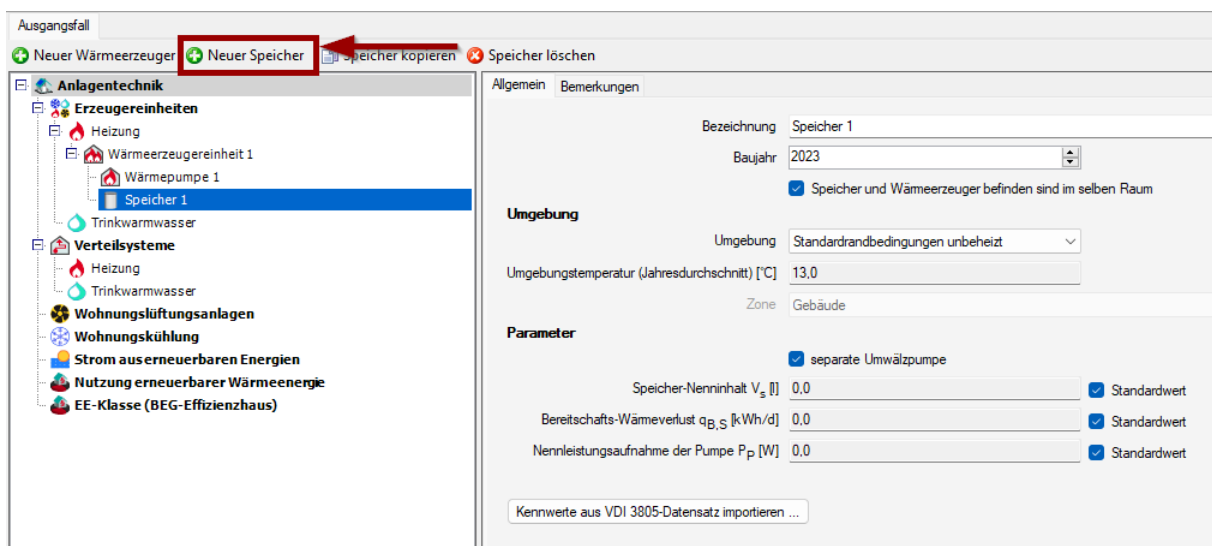 Ausgangsfall
Neuer Wärmeerzeuger Neuer Speicher Speicher kopieren Speicher löschen
Anlagentechnik
Erzeugereinheiten
Heizung
Wärmeerzeugereinheit 1
Wärmepumpe 1
Speicher 1
Trinkwarmwasser
Verteilsysteme
Heizung
Trinkwarmwasser
Wohnungslüftungsanlagen
Wohnungskühlung
Strom aus erneuerbaren Energien
Nutzung erneuerbarer Wärmeenergie
EE-Klasse (BEG-Effizienzhaus)
Allgemein Bemerkungen
Bezeichnung Speicher 1
Baujahr 2023
Speicher und Wärmeerzeuger befinden sind im selben Raum
Umgebung
Umgebung Standardrandbedingungen unbeheizt
Umgebungstemperatur (Jahresdurchschnitt) [°C] 13,0
Zone Gebäude
Parameter
separate Umwälzpumpe
Speicher-Nenninhalt Vs [l] 0,0 Standardwert
Bereitschafts-Wärmeverlust qB,S [kWh/d] 0,0 Standardwert
Nennleistungsaufnahme der Pumpe PP [W] 0,0 Standardwert
Kennwerte aus VDI 3805-Datensatz importieren ...